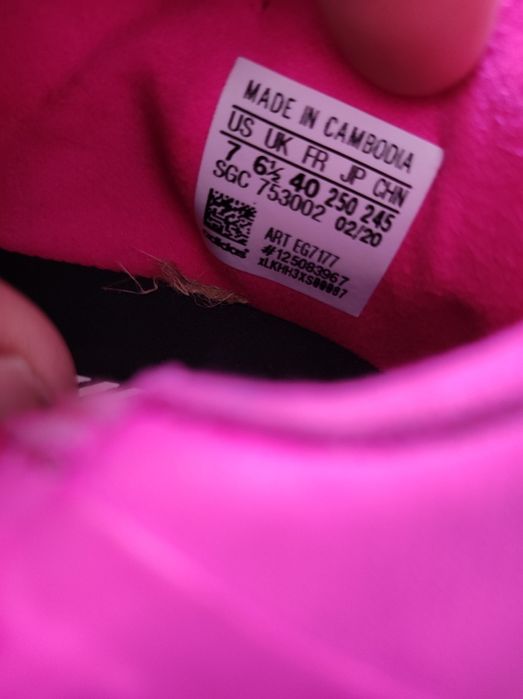 MADE IN CAMBODIA
US UK FR JP CHN
7 6½ 40 250 245
SGC 753002 02/20
adidas
ART EG7177
#125083967
xLKHH3XS00087